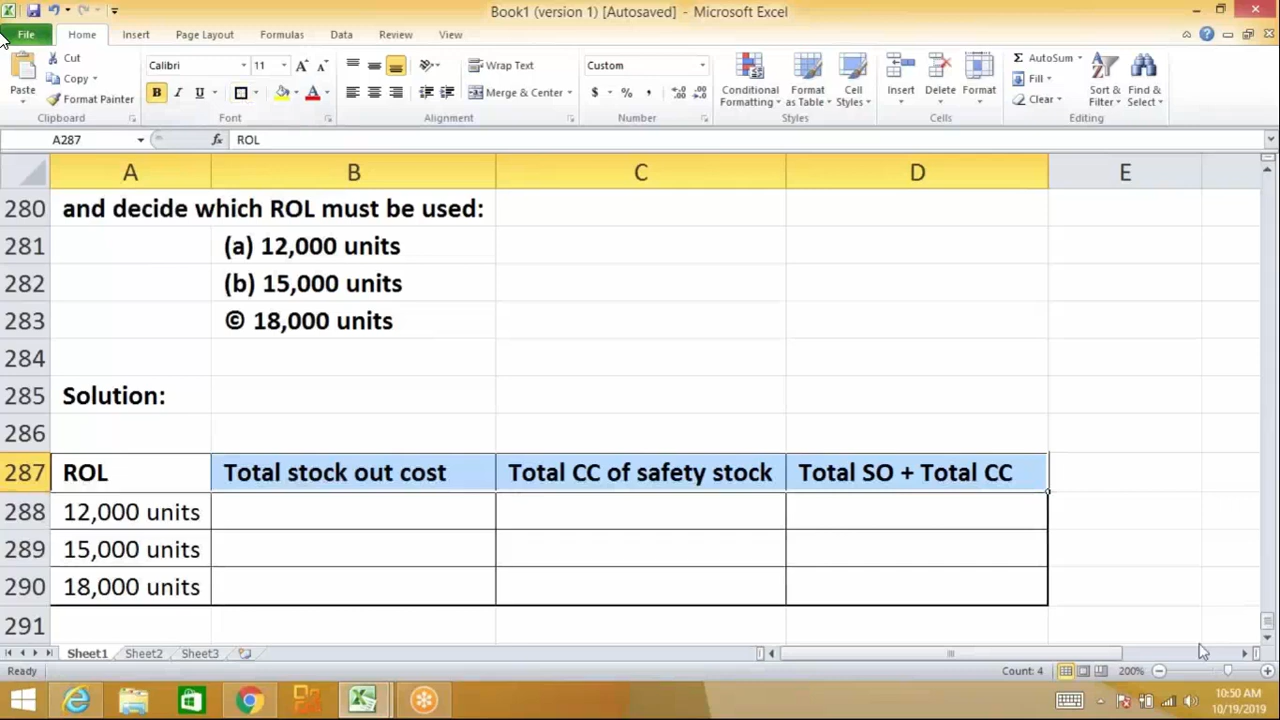 Book1 (version 1) [Autosaved] - Microsoft Excel
File Home Insert Page Layout Formulas Data Review View
Paste
Cut
Copy
Format Painter
Calibri 11
B I U
A
Wrap Text
Merge & Center
Custom
$ % ,
Conditional Formatting
Format as Table
Cell Styles
Insert
Delete
Format
Σ AutoSum
Fill
Clear
Sort & Filter
Find & Select
Clipboard Font Alignment Number Styles Cells Editing
A287 fx ROL
A B C D E
280 and decide which ROL must be used:
281 (a) 12,000 units
282 (b) 15,000 units
283 © 18,000 units
284
285 Solution:
286
287 ROL Total stock out cost Total CC of safety stock Total SO + Total CC
288 12,000 units
289 15,000 units
290 18,000 units
291
Sheet1 Sheet2 Sheet3
Ready Count: 4 200%
10:50 AM
10/19/2019